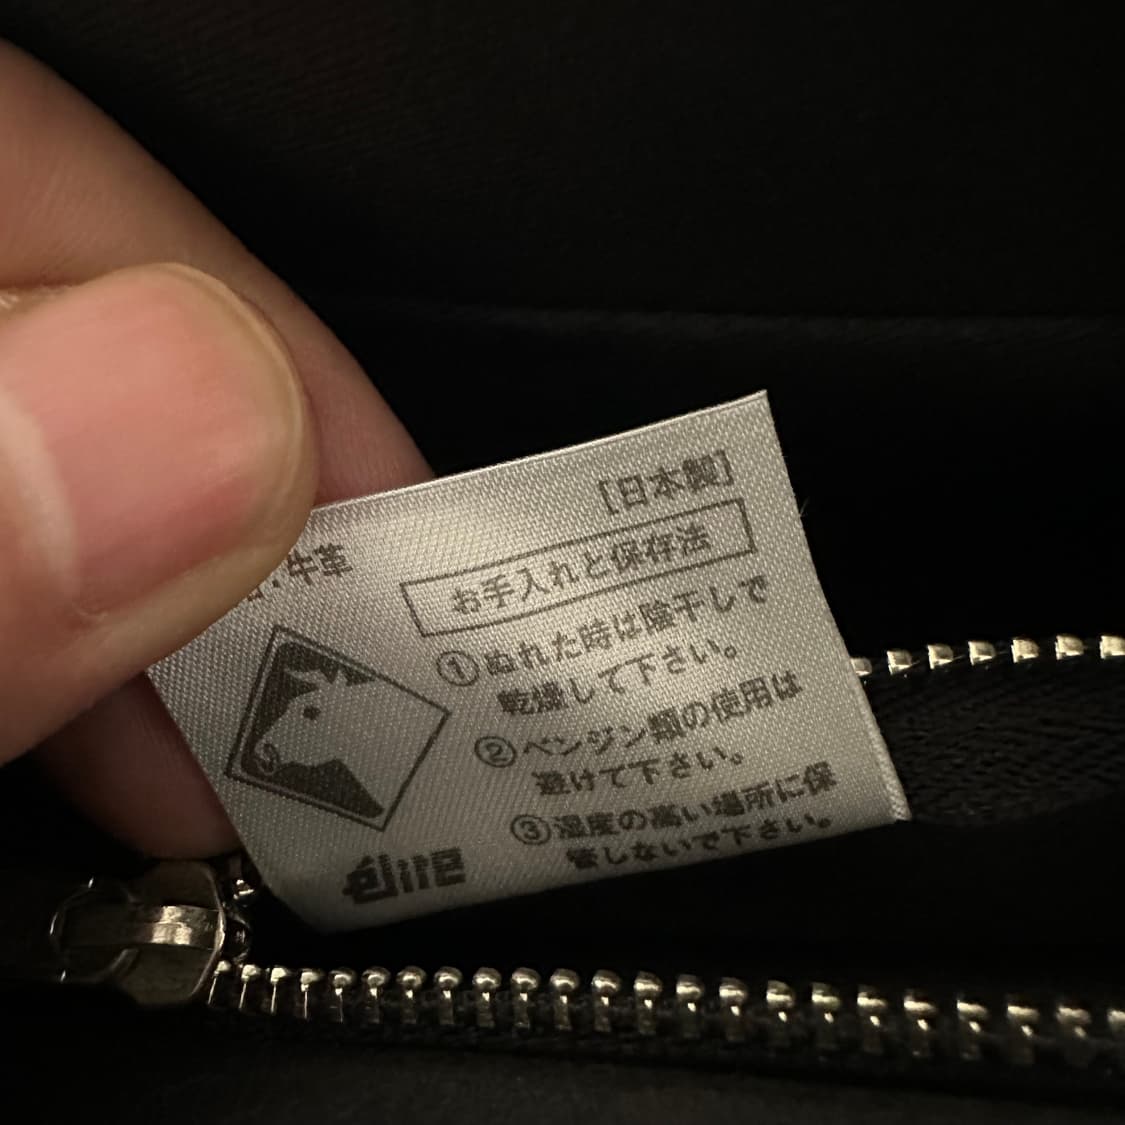 [日本製]
牛革
お手入れと保存法
①ぬれた時は陰干しで
乾燥して下さい。
②ベンジン類の使用は
避けて下さい。
③湿度の高い場所に保
管しないで下さい。
élite